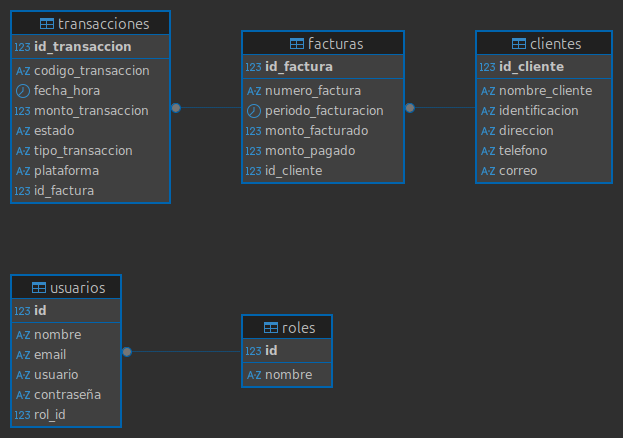 transacciones
123 id_transaccion
A-Z codigo_transaccion
fecha_hora
123 monto_transaccion
A-Z estado
A-Z tipo_transaccion
A-Z plataforma
123 id_factura
facturas
123 id_factura
A-Z numero_factura
periodo_facturacion
123 monto_facturado
123 monto_pagado
123 id_cliente
clientes
123 id_cliente
A-Z nombre_cliente
A-Z identificacion
A-Z direccion
A-Z telefono
A-Z correo
usuarios
123 id
A-Z nombre
A-Z email
A-Z usuario
A-Z contraseña
123 rol_id
roles
123 id
A-Z nombre